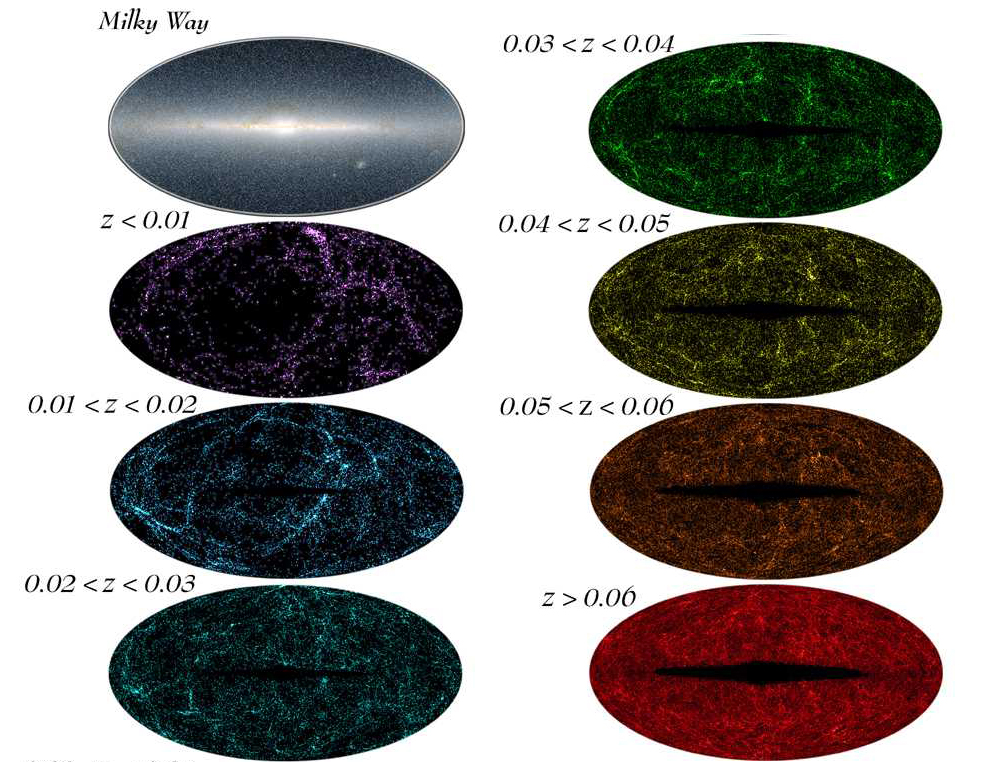 Milky Way
z < 0.01
0.01 < z < 0.02
0.02 < z < 0.03
0.03 < z < 0.04
0.04 < z < 0.05
0.05 < z < 0.06
z > 0.06